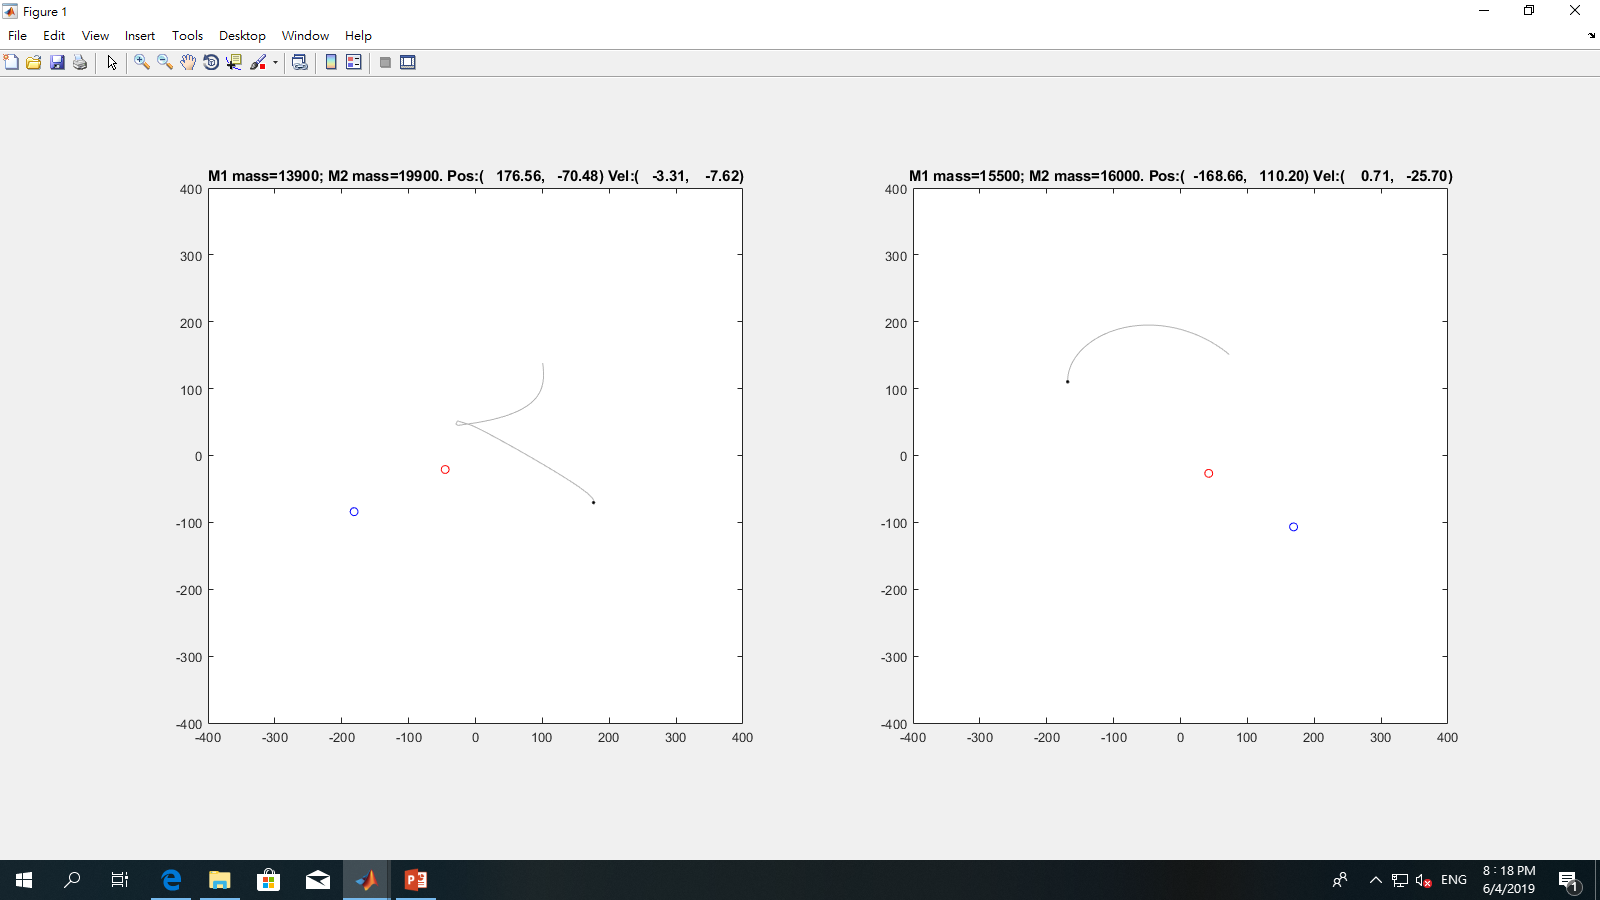 Figure 1
File Edit View Insert Tools Desktop Window Help
M1 mass=13900; M2 mass=19900. Pos:( 176.56, -70.48) Vel:( -3.31, -7.62)
400
300
200
100
0
-100
-200
-300
-400
-400 -300 -200 -100 0 100 200 300 400
M1 mass=15500; M2 mass=16000. Pos:( -168.66, 110.20) Vel:( 0.71, -25.70)
400
300
200
100
0
-100
-200
-300
-400
-400 -300 -200 -100 0 100 200 300 400
ENG
8:18 PM
6/4/2019
1